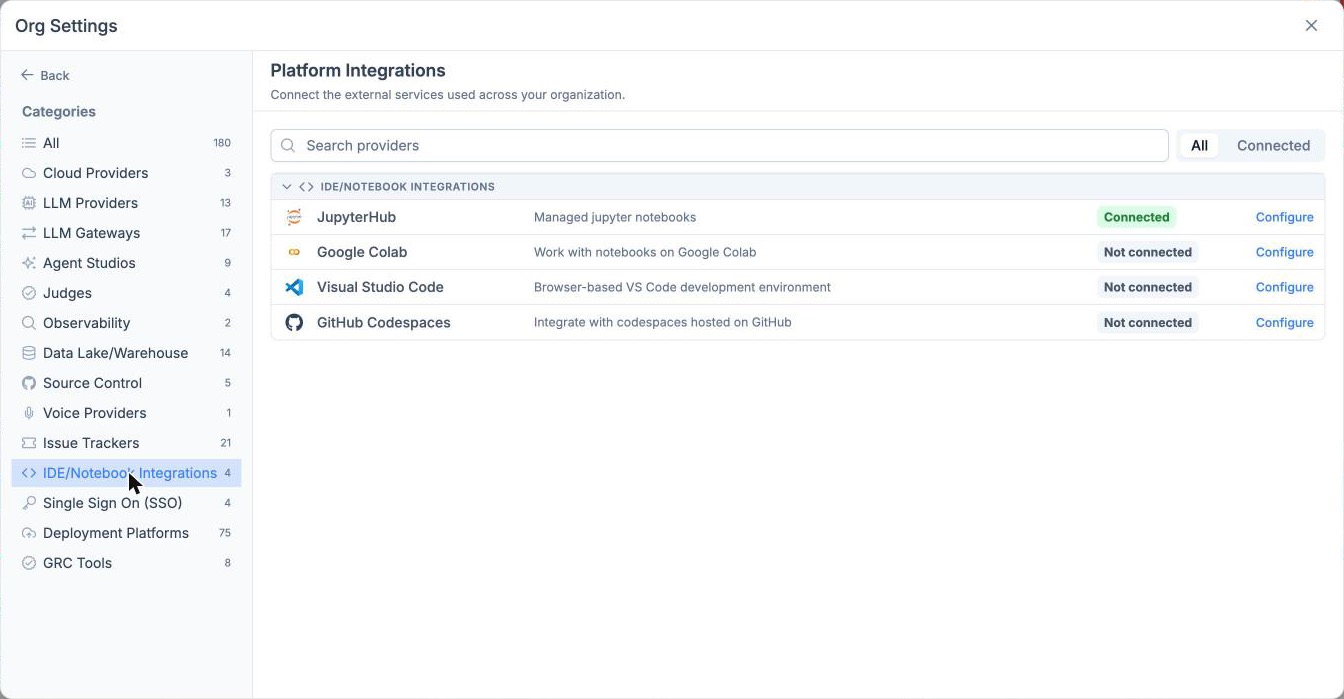 Org Settings
Back
Categories
All 180
Cloud Providers 3
LLM Providers 13
LLM Gateways 17
Agent Studios 9
Judges 4
Observability 2
Data Lake/Warehouse 14
Source Control 5
Voice Providers 1
Issue Trackers 21
IDE/Notebook Integrations 4
Single Sign On (SSO) 4
Deployment Platforms 75
GRC Tools 8
Platform Integrations
Connect the external services used across your organization.
Search providers
All Connected
IDE/NOTEBOOK INTEGRATIONS
JupyterHub Managed jupyter notebooks Connected Configure
Google Colab Work with notebooks on Google Colab Not connected Configure
Visual Studio Code Browser-based VS Code development environment Not connected Configure
GitHub Codespaces Integrate with codespaces hosted on GitHub Not connected Configure